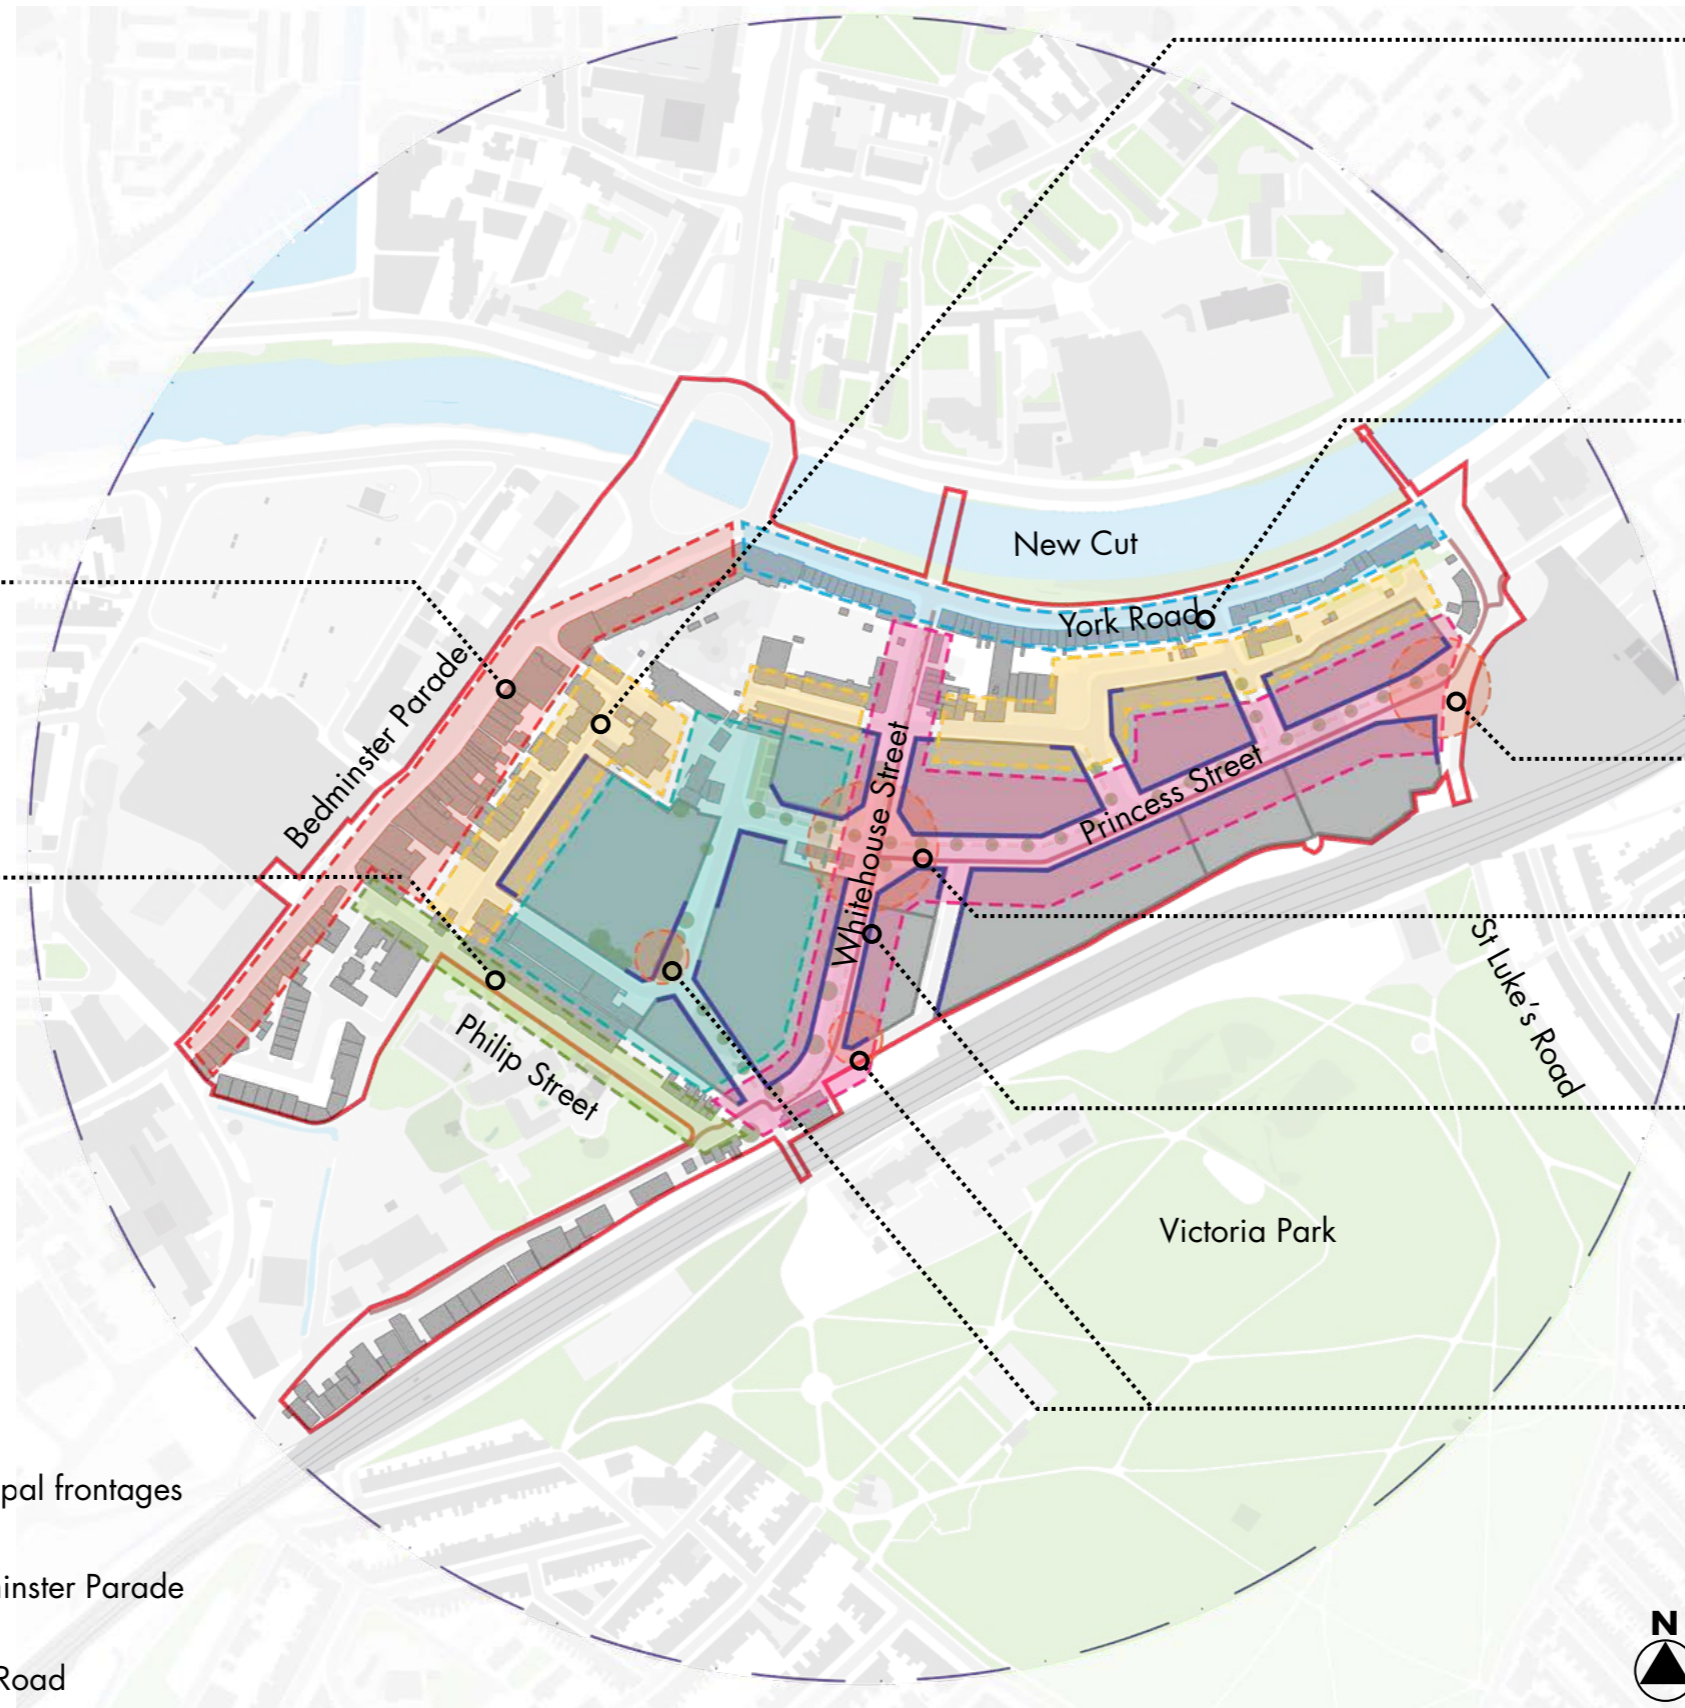 New Cut
York Road
Bedminster Parade
Whitehouse Street
Princess Street
St Luke's Road
Philip Street
Victoria Park
pal frontages
inster Parade
Road
N